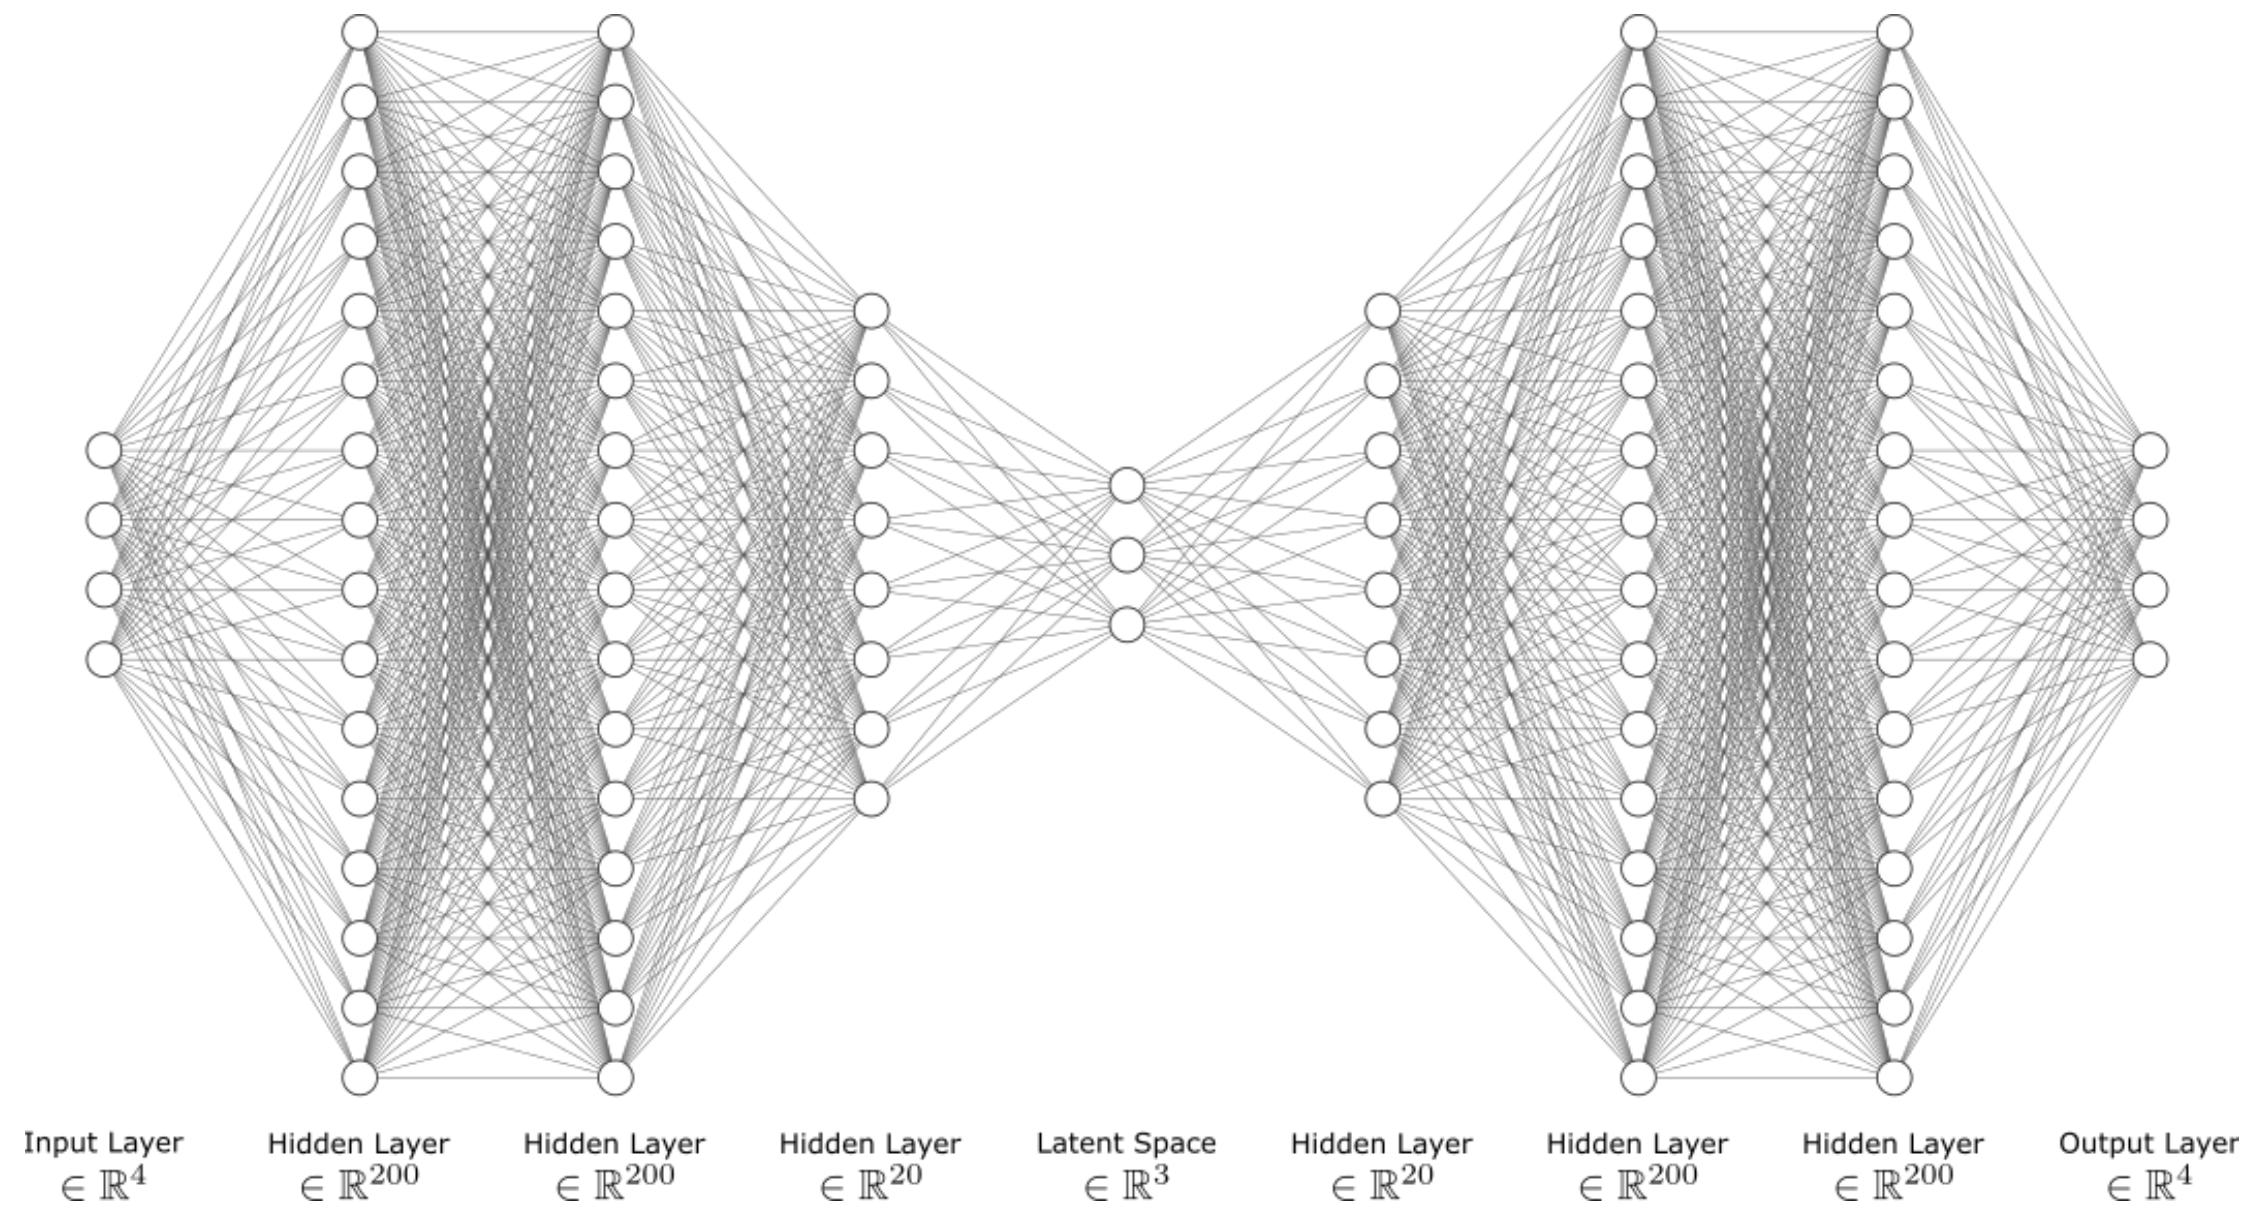 Input Layer
∈ ℝ⁴
Hidden Layer
∈ ℝ²⁰⁰
Hidden Layer
∈ ℝ²⁰⁰
Hidden Layer
∈ ℝ²⁰
Latent Space
∈ ℝ³
Hidden Layer
∈ ℝ²⁰
Hidden Layer
∈ ℝ²⁰⁰
Hidden Layer
∈ ℝ²⁰⁰
Output Layer
∈ ℝ⁴